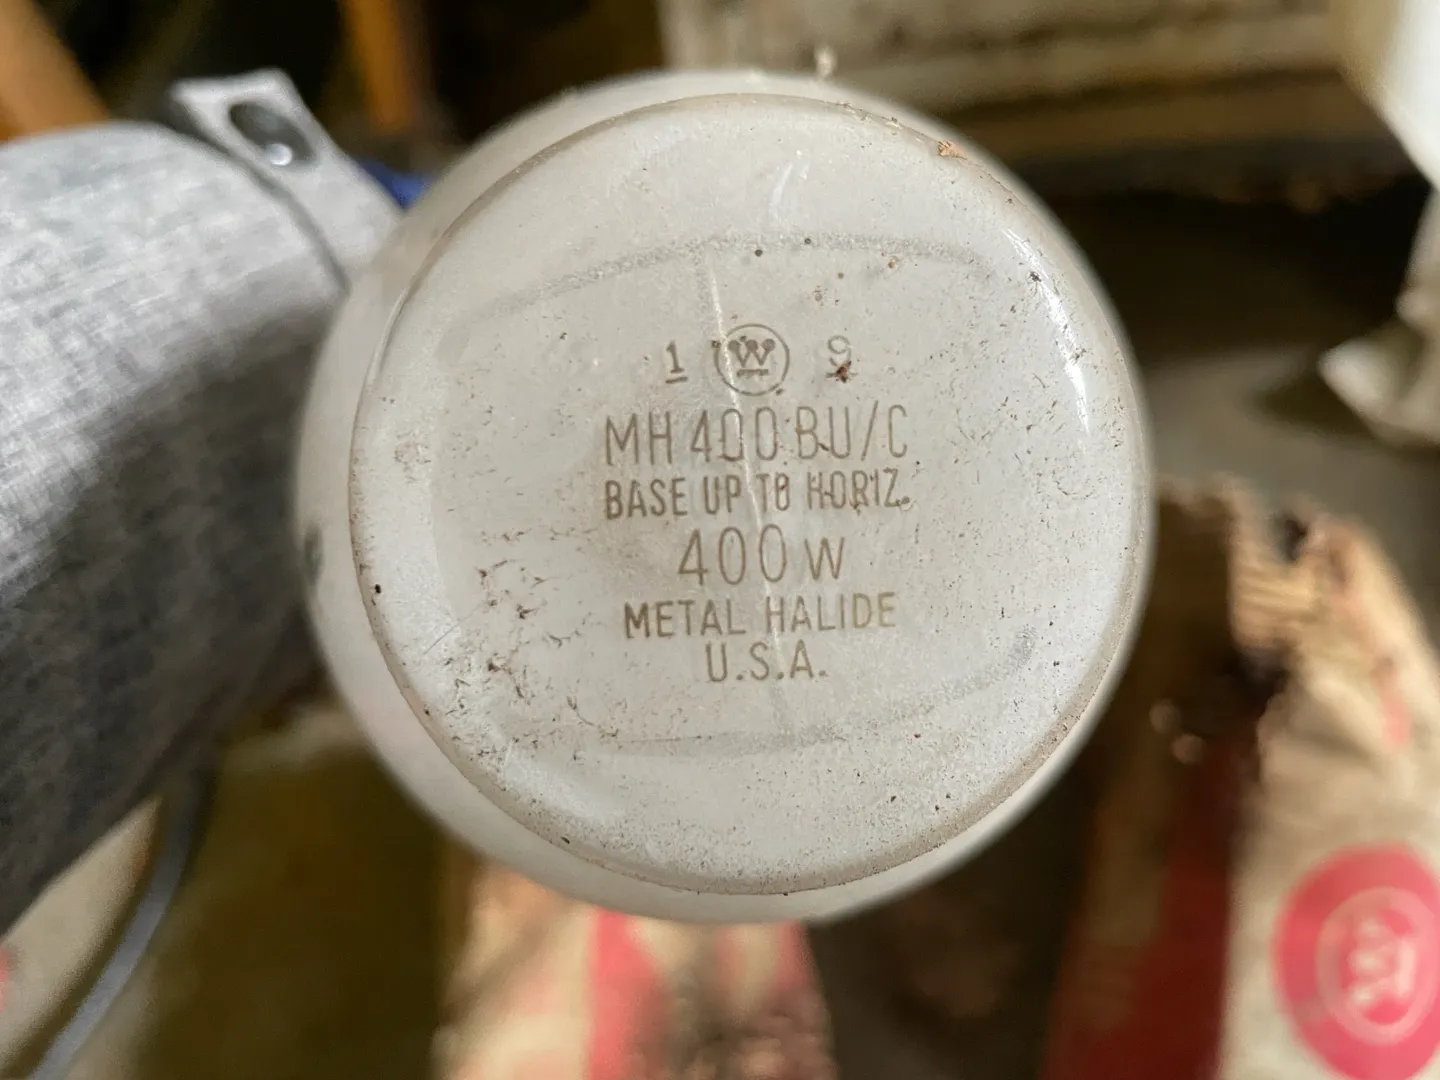 1 W 9
MH 400 BU/C
BASE UP TO HORIZ.
400 W
METAL HALIDE
U.S.A.